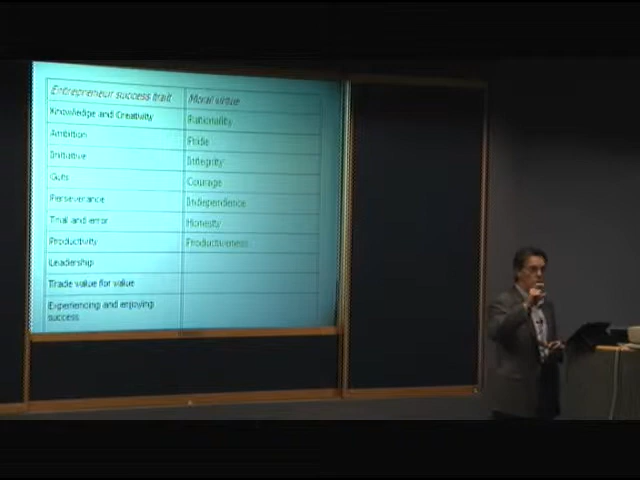 Entrepreneur success trait Moral virtue
Knowledge and Creativity Rationality
Ambition Pride
Initiative Integrity
Guts Courage
Perseverance Independence
Trial and error Honesty
Productivity Productiveness
Leadership
Trade value for value
Experiencing and enjoying
success